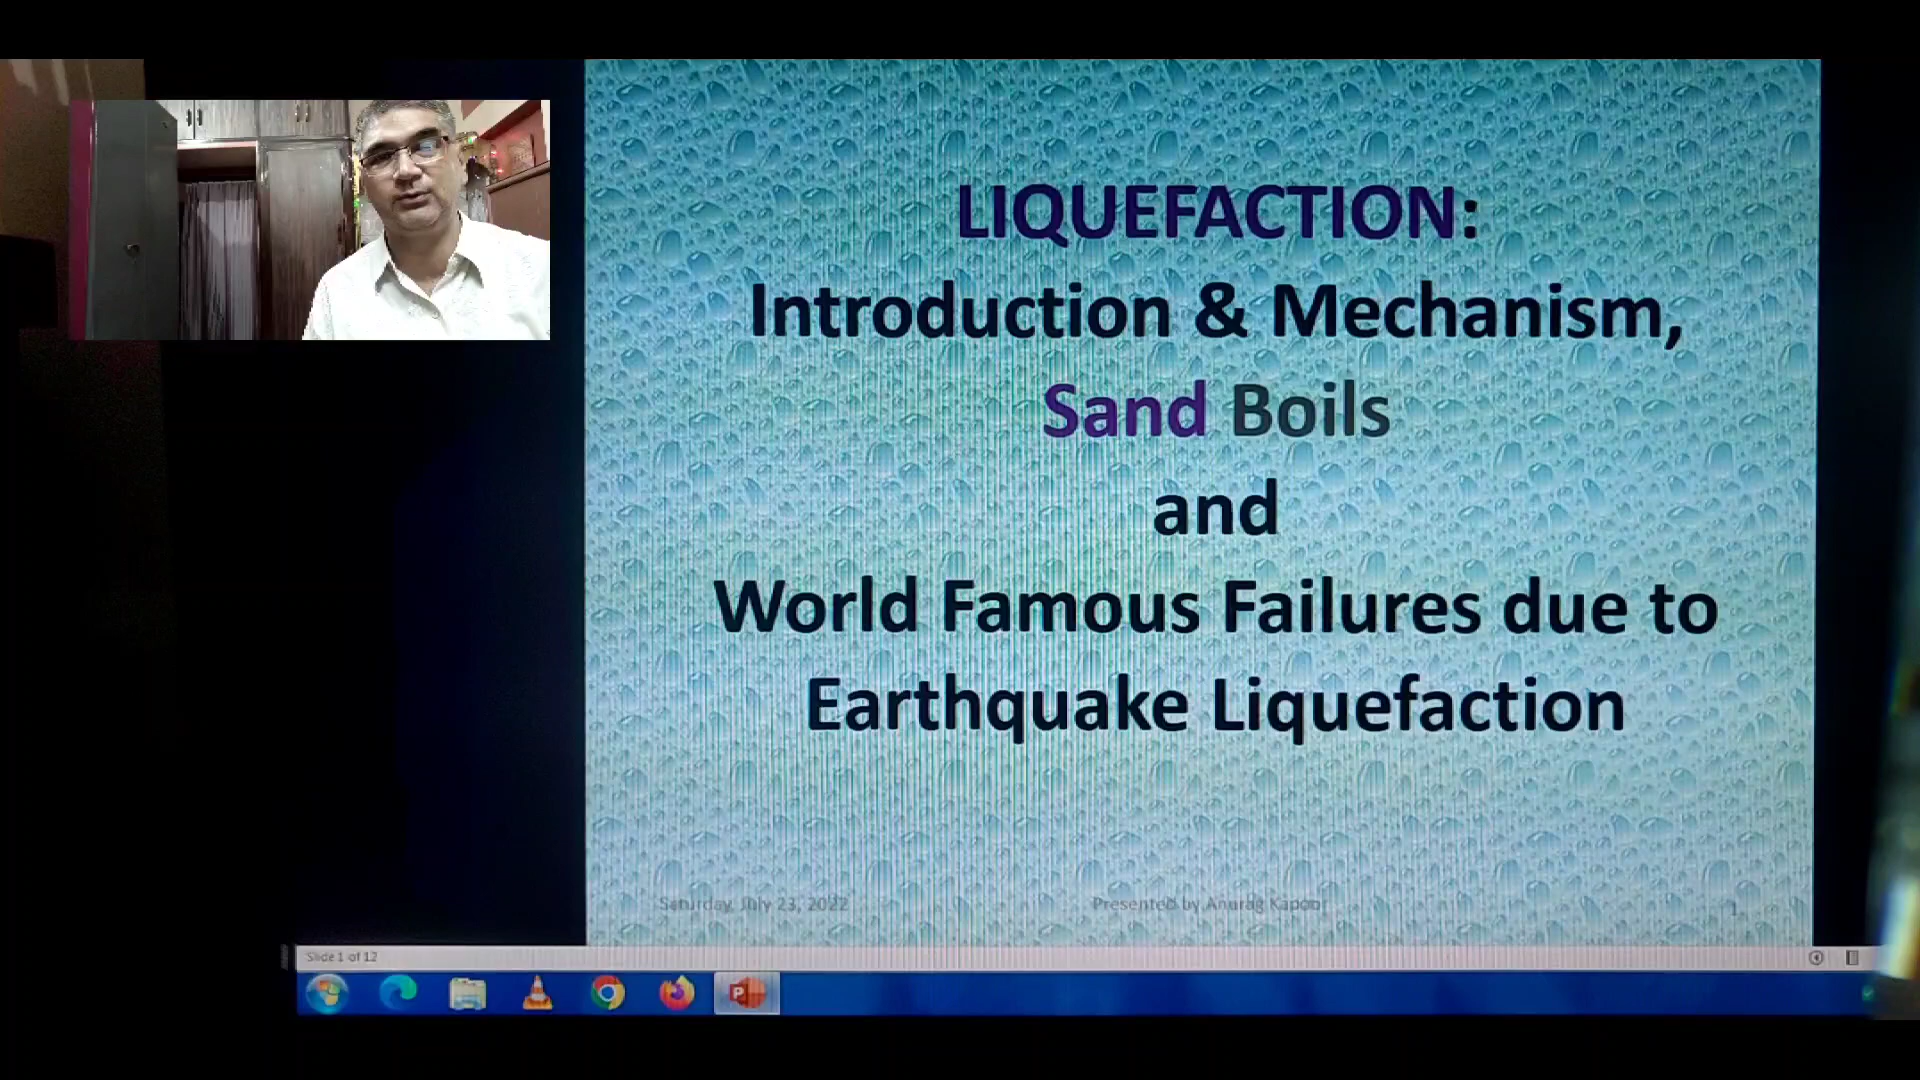 LIQUEFACTION:
Introduction & Mechanism,
Sand Boils
and
World Famous Failures due to
Earthquake Liquefaction
Saturday, July 23, 2022
Presented by Anurag Kapoor
1
Slide 1 of 12